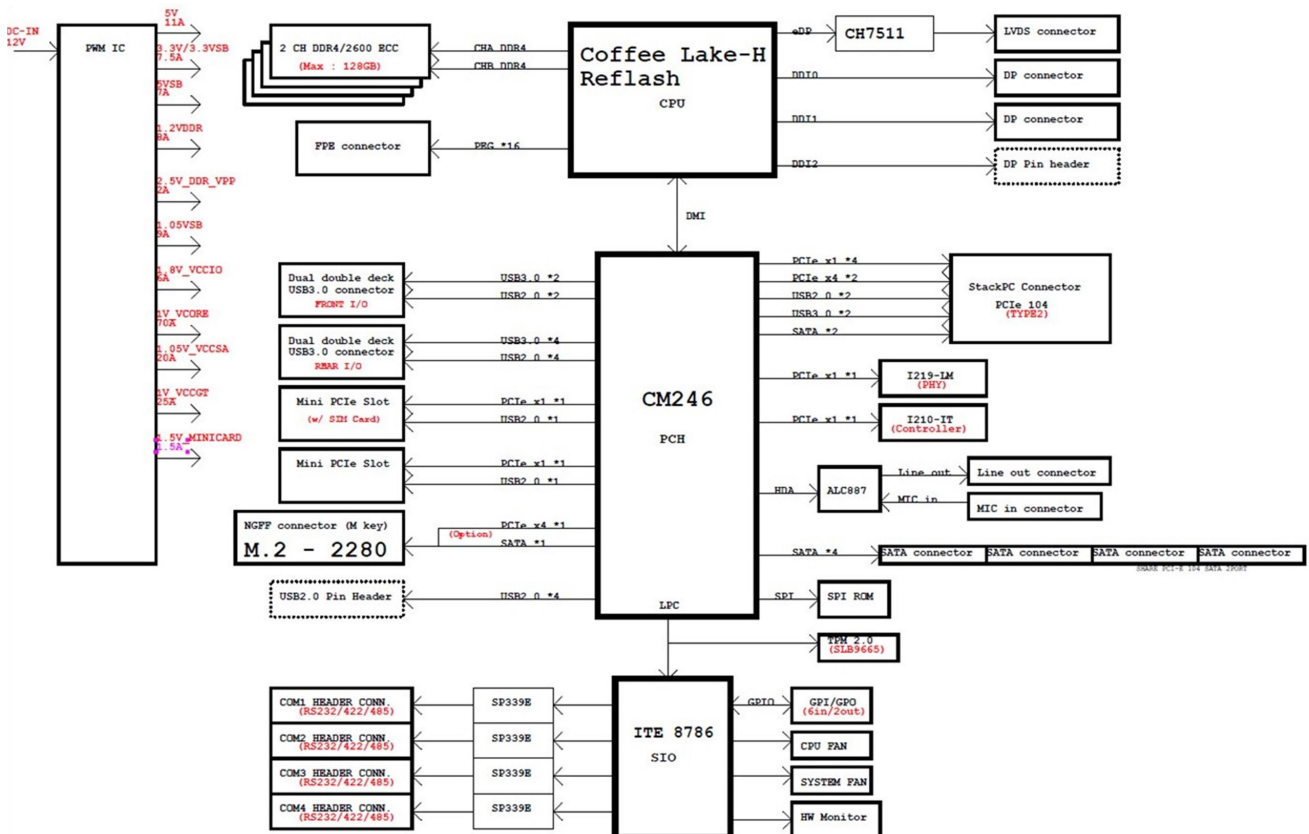 DC-IN
12V
PWM IC
5V
11A
3.3V/3.3VSB
7.5A
5VSB
7A
1.2VDDR
8A
2.5V_DDR_VPP
2A
1.05VSB
9A
1.8V_VCCIO
6A
1V_VCORE
70A
1.05V_VCCSA
20A
1V_VCCGT
25A
1.5V_MINICARD
1.5A
2 CH DDR4/2600 ECC
(Max : 128GB)
CHA DDR4
CHB DDR4
FPE connector
PEG *16
Coffee Lake-H
Reflash
CPU
eDP
CH7511
LVDS connector
DDI0
DP connector
DDI1
DP connector
DDI2
DP Pin header
DMI
Dual double deck
USB3.0 connector
FRONT I/O
USB3.0 *2
USB2.0 *2
Dual double deck
USB3.0 connector
REAR I/O
USB3.0 *4
USB2.0 *4
Mini PCIe Slot
(w/ SIM Card)
PCIe x1 *1
USB2.0 *1
Mini PCIe Slot
PCIe x1 *1
USB2.0 *1
NGFF connector (M key)
M.2 - 2280
(Option)
PCIe x4 *1
SATA *1
USB2.0 Pin Header
USB2.0 *4
CM246
PCH
LPC
PCIe x1 *4
PCIe x4 *2
USB2.0 *2
USB3.0 *2
SATA *2
StackPC Connector
PCIe 104
(TYPE2)
PCIe x1 *1
I219-LM
(PHY)
PCIe x1 *1
I210-IT
(Controller)
HDA
ALC887
Line out
Line out connector
MIC in
MIC in connector
SATA *4
SATA connector
SATA connector
SATA connector
SATA connector
SHARE PCI-E 104 SATA 2PORT
SPI
SPI ROM
TPM 2.0
(SLB9665)
COM1 HEADER CONN.
(RS232/422/485)
SP339E
COM2 HEADER CONN.
(RS232/422/485)
SP339E
COM3 HEADER CONN.
(RS232/422/485)
SP339E
COM4 HEADER CONN.
(RS232/422/485)
SP339E
ITE 8786
SIO
GPIO
GPI/GPO
(6in/2out)
CPU FAN
SYSTEM FAN
HW Monitor